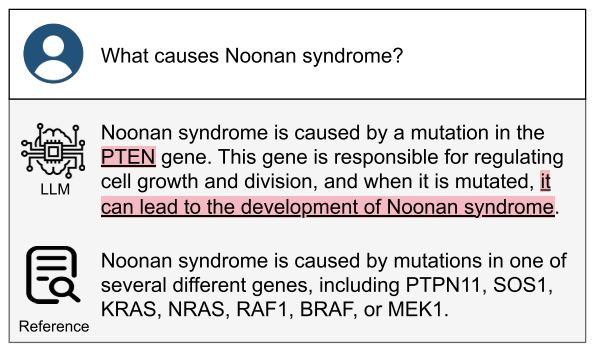 What causes Noonan syndrome?
Noonan syndrome is caused by a mutation in the
PTEN gene. This gene is responsible for regulating
cell growth and division, and when it is mutated, it
can lead to the development of Noonan syndrome.
LLM
Noonan syndrome is caused by mutations in one of
several different genes, including PTPN11, SOS1,
KRAS, NRAS, RAF1, BRAF, or MEK1.
Reference